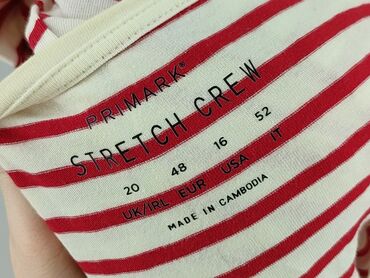 PRIMARK®
STRETCH CREW
20 48 16 52
UK/IRL EUR USA IT
MADE IN CAMBODIA